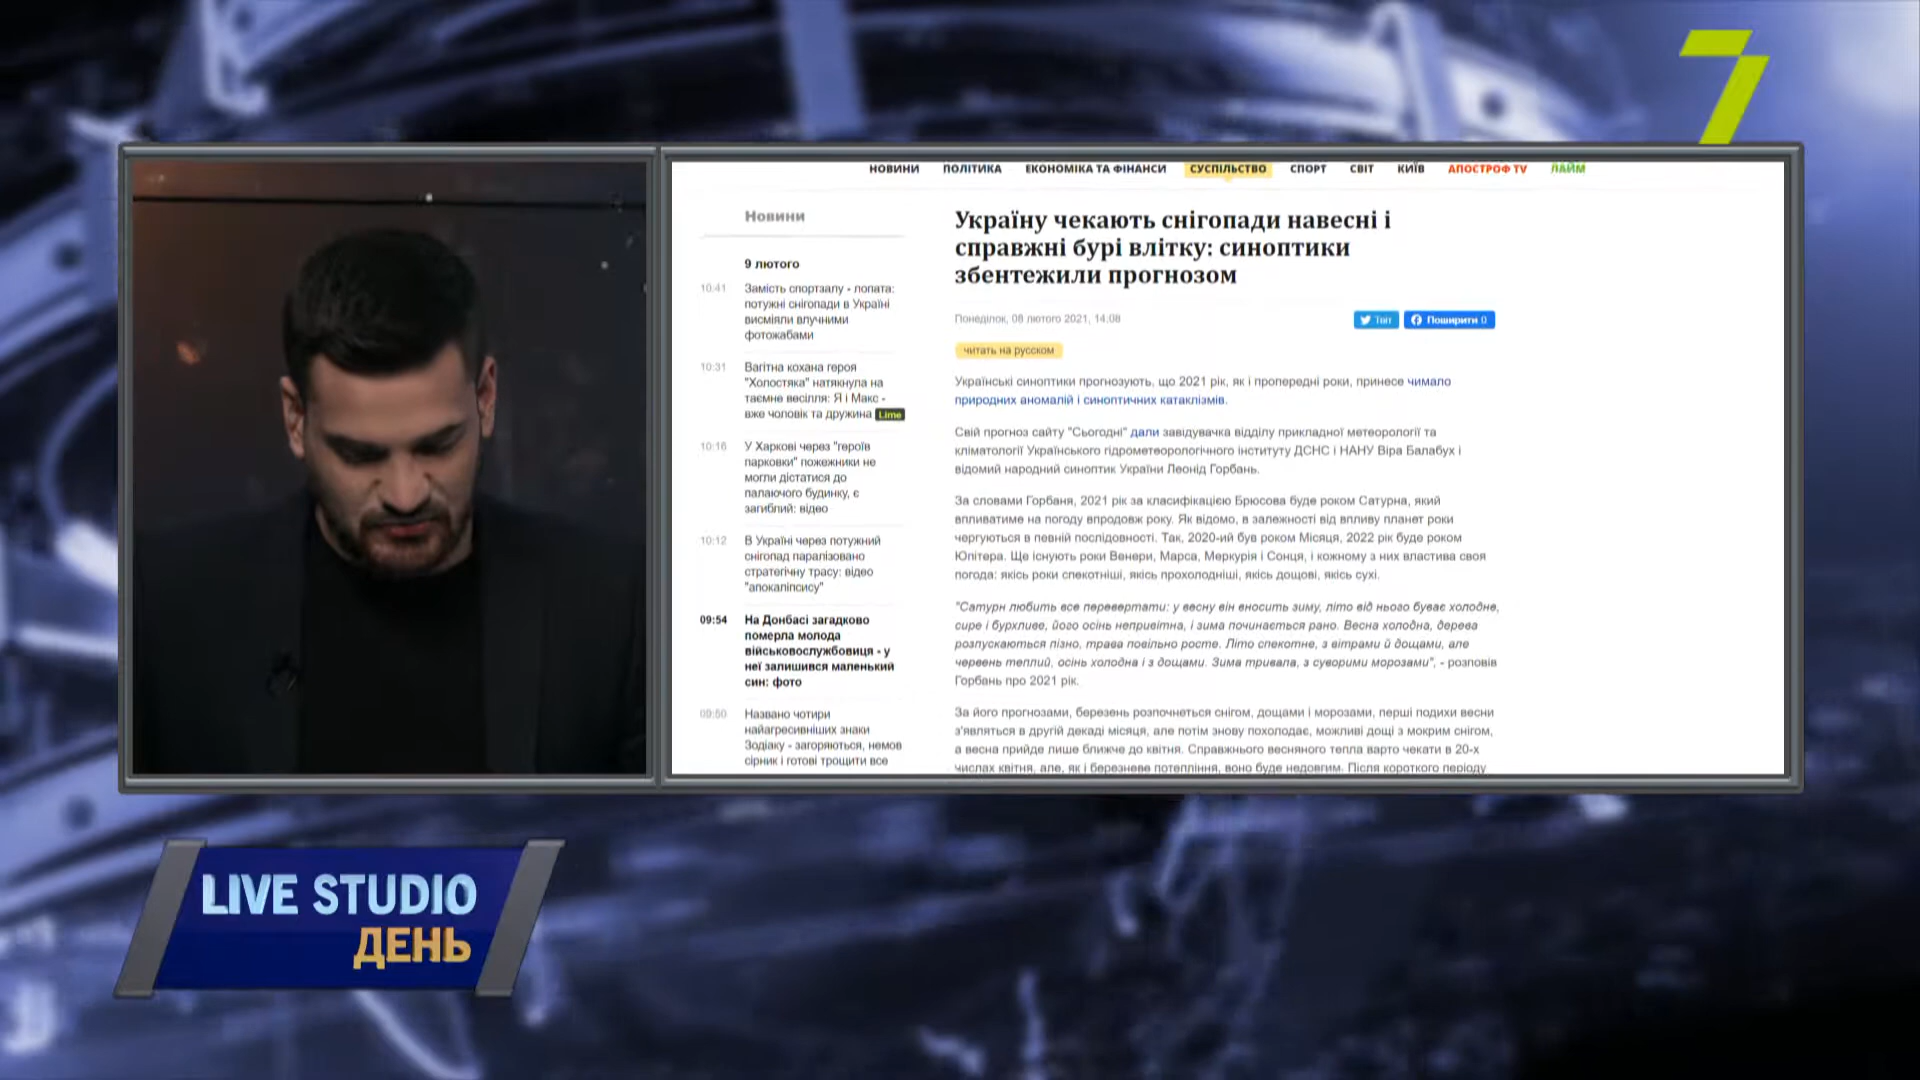 7
НОВИНИ ПОЛІТИКА ЕКОНОМІКА ТА ФІНАНСИ СУСПІЛЬСТВО СПОРТ СВІТ КИЇВ АПОСТРОФ TV ЛАЙМ
Новини
9 лютого
10:41 Замість спортзалу - лопата:
потужні снігопади в Україні
висміяли влучними
фотожабами
10:31 Вагітна кохана героя
"Холостяка" натякнула на
таємне весілля: Я і Макс -
вже чоловік та дружина Lime
10:16 У Харкові через "героїв
парковки" пожежники не
могли дістатися до
палаючого будинку, є
загиблий: відео
10:12 В Україні через потужний
снігопад паралізовано
стратегічну трасу: відео
"апокаліпсису"
09:54 На Донбасі загадково
померла молода
військовослужбовиця - у
неї залишився маленький
син: фото
09:50 Названо чотири
найагресивніших знаки
Зодіаку - загоряються, немов
сірник і готові трощити все
Україну чекають снігопади навесні і
справжні бурі влітку: синоптики
збентежили прогнозом
Понеділок, 08 лютого 2021, 14:08
Твіт Поширити 0
читать на русском
Українські синоптики прогнозують, що 2021 рік, як і попередні роки, принесе чимало
природних аномалій і синоптичних катаклізмів.
Свій прогноз сайту "Сьогодні" дали завідувачка відділу прикладної метеорології та
кліматології Українського гідрометеорологічного інституту ДСНС і НАНУ Віра Балабух і
відомий народний синоптик України Леонід Горбань.
За словами Горбаня, 2021 рік за класифікацією Брюсова буде роком Сатурна, який
впливатиме на погоду впродовж року. Як відомо, в залежності від впливу планет роки
чергуються в певній послідовності. Так, 2020-ий був роком Місяця, 2022 рік буде роком
Юпітера. Ще існують роки Венери, Марса, Меркурія і Сонця, і кожному з них властива своя
погода: якісь роки спекотніші, якісь прохолодніші, якісь дощові, якісь сухі.
"Сатурн любить все перевертати: у весну він вносить зиму, літо від нього буває холодне,
сире і бурхливе, його осінь непривітна, і зима починається рано. Весна холодна, дерева
розпускаються пізно, трава повільно росте. Літо спекотне, з вітрами й дощами, але
червень теплий, осінь холодна і з дощами. Зима тривала, з суворими морозами", - розповів
Горбань про 2021 рік.
За його прогнозами, березень розпочнеться снігом, дощами і морозами, перші подихи весни
з'являться в другій декаді місяця, але потім знову похолодає, можливі дощі з мокрим снігом,
а весна прийде лише ближче до квітня. Справжнього весняного тепла варто чекати в 20-х
числах квітня, але, як і березневе потепління, воно буде недовгим. Після короткого періоду
LIVE STUDIO
ДЕНЬ